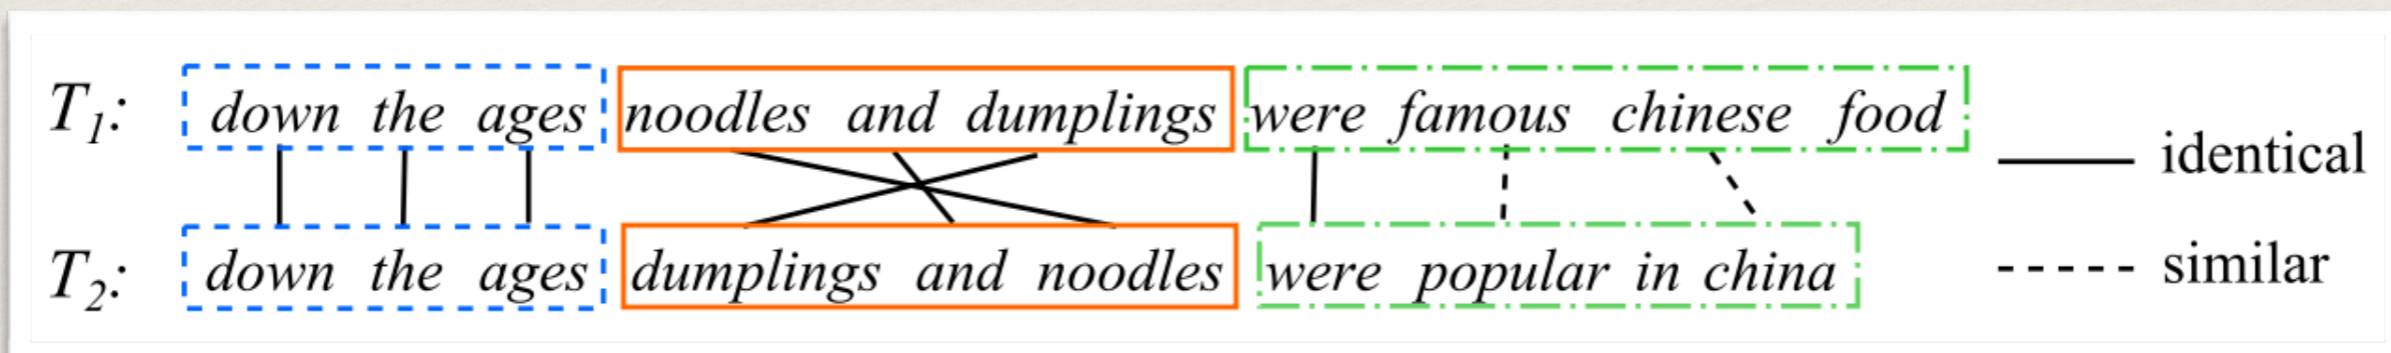 T1: down the ages noodles and dumplings were famous chinese food
identical
T2: down the ages dumplings and noodles were popular in china
similar